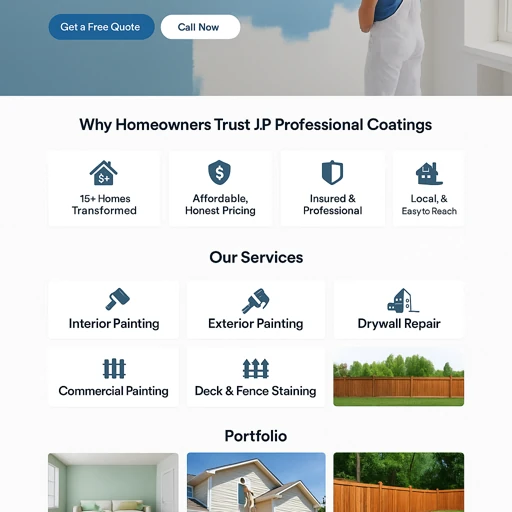 Get a Free Quote
Call Now
Why Homeowners Trust J.P Professional Coatings
$+
$
15+ Homes
Transformed
Affordable,
Honest Pricing
Insured &
Professional
Local, &
Easy to Reach
Our Services
Interior Painting
Exterior Painting
Drywall Repair
Commercial Painting
Deck & Fence Staining
Portfolio